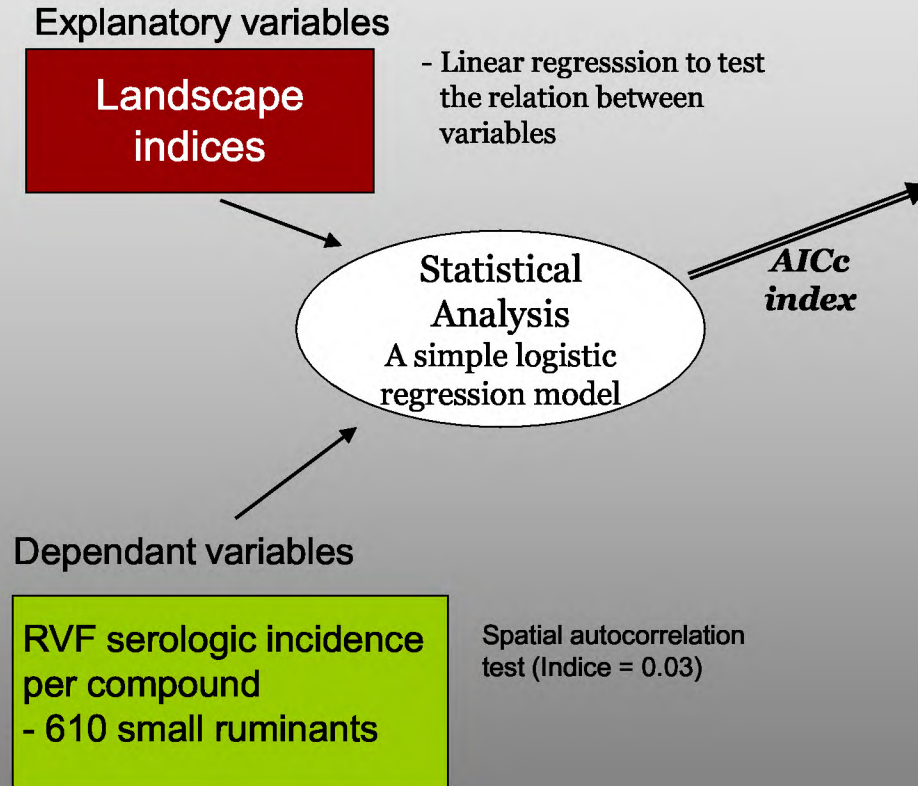 Explanatory variables
Landscape
indices
- Linear regresssion to test
the relation between
variables
AICc
index
Statistical
Analysis
A simple logistic
regression model
Dependant variables
RVF serologic incidence
per compound
- 610 small ruminants
Spatial autocorrelation
test (Indice = 0.03)